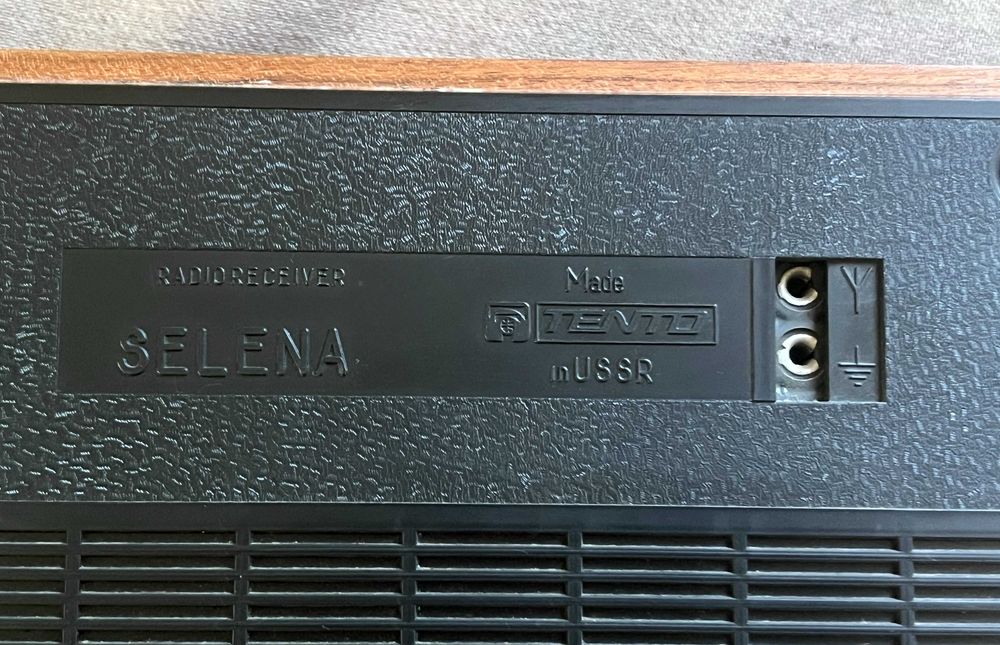 RADIORECEIVER
SELENA
Made
TENTO
in USSR